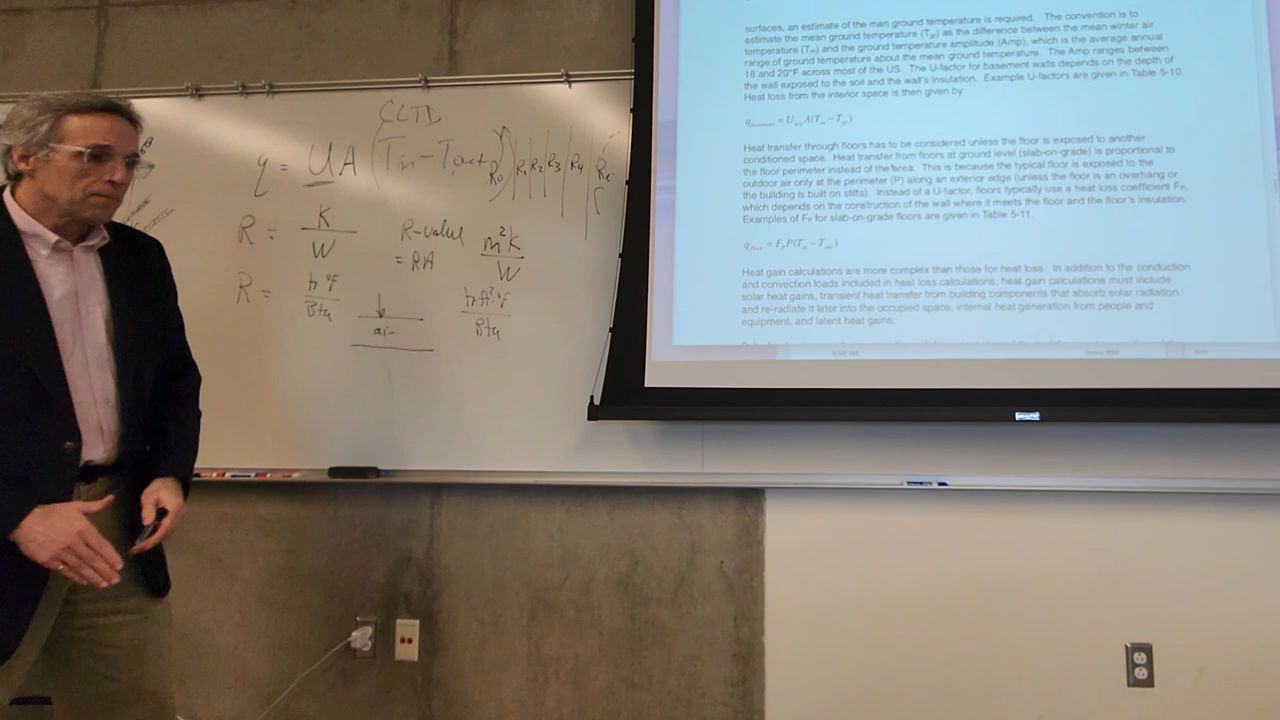 CLTD
q = UA (Tin - Tout)
R0 R1 R2 R3 R4 Ri
R = K / W
R-value = RA
m²K / W
R = hr °F / Btu
hr ft² °F / Btu
air
surfaces, an estimate of the man ground temperature is required. The convention is to
estimate the mean ground temperature (Tgr) as the difference between the mean winter air
temperature (Tm) and the ground temperature amplitude (Amp), which is the average annual
range of ground temperature about the mean ground temperature. The Amp ranges between
18 and 20°F across most of the US. The U-factor for basement walls depends on the depth of
the wall exposed to the soil and the wall's insulation. Example U-factors are given in Table 5-10.
Heat loss from the interior space is then given by
qbasement = UavgA(Tin – Tgr)
Heat transfer through floors has to be considered unless the floor is exposed to another
conditioned space. Heat transfer from floors at ground level (slab-on-grade) is proportional to
the floor perimeter instead of the area. This is because the typical floor is exposed to the
outdoor air only at the perimeter (P) along an exterior edge (unless the floor is an overhang or
the building is built on stilts). Instead of a U-factor, floors typically use a heat loss coefficient FP,
which depends on the construction of the wall where it meets the floor and the floor's insulation.
Examples of FP for slab-on-grade floors are given in Table 5-11.
qfloor = FPP(Tin – Tout)
Heat gain calculations are more complex than those for heat loss. In addition to the conduction
and convection loads included in heat loss calculations, heat gain calculations must include
solar heat gains, transient heat transfer from building components that absorb solar radiation
and re-radiate it later into the occupied space, internal heat generation from people and
equipment, and latent heat gains.